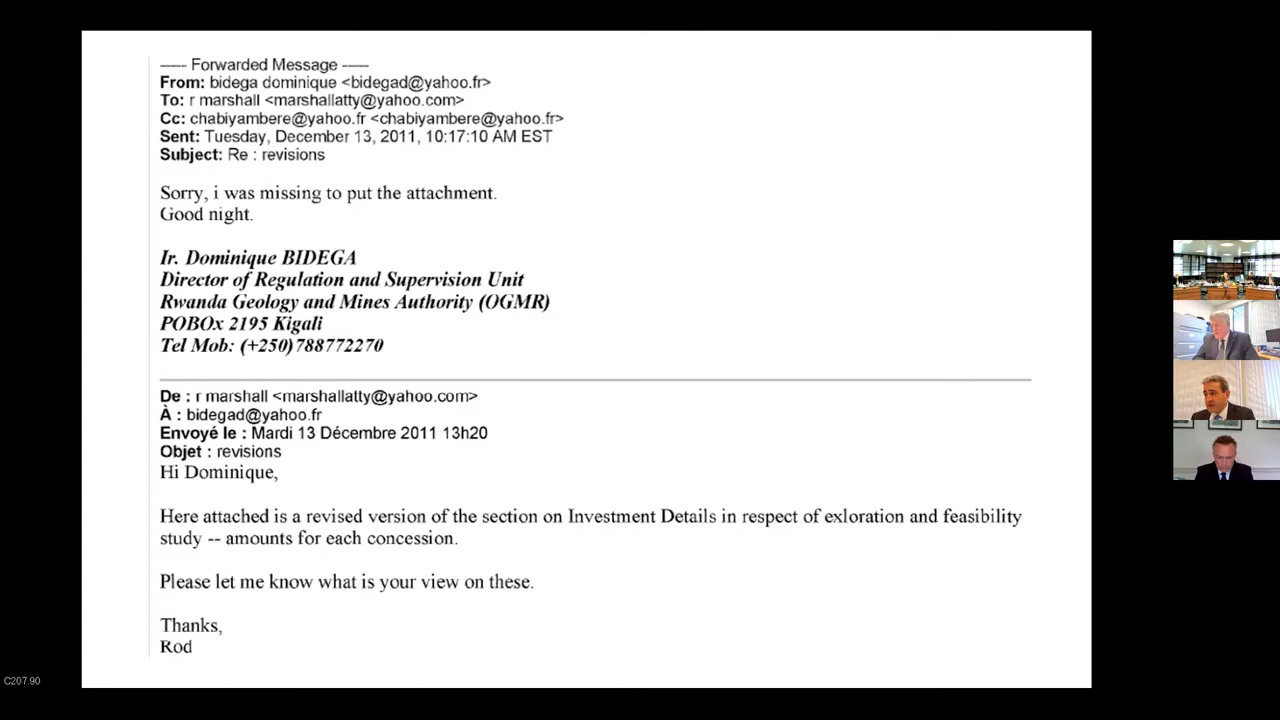 ----- Forwarded Message -----
From: bidega dominique <bidegad@yahoo.fr>
To: r marshall <marshallatty@yahoo.com>
Cc: chabiyambere@yahoo.fr <chabiyambere@yahoo.fr>
Sent: Tuesday, December 13, 2011, 10:17:10 AM EST
Subject: Re : revisions
Sorry, i was missing to put the attachment.
Good night.
Ir. Dominique BIDEGA
Director of Regulation and Supervision Unit
Rwanda Geology and Mines Authority (OGMR)
POBOx 2195 Kigali
Tel Mob: (+250)788772270
De : r marshall <marshallatty@yahoo.com>
À : bidegad@yahoo.fr
Envoyé le : Mardi 13 Décembre 2011 13h20
Objet : revisions
Hi Dominique,
Here attached is a revised version of the section on Investment Details in respect of exloration and feasibility
study -- amounts for each concession.
Please let me know what is your view on these.
Thanks,
Rod
C207.90